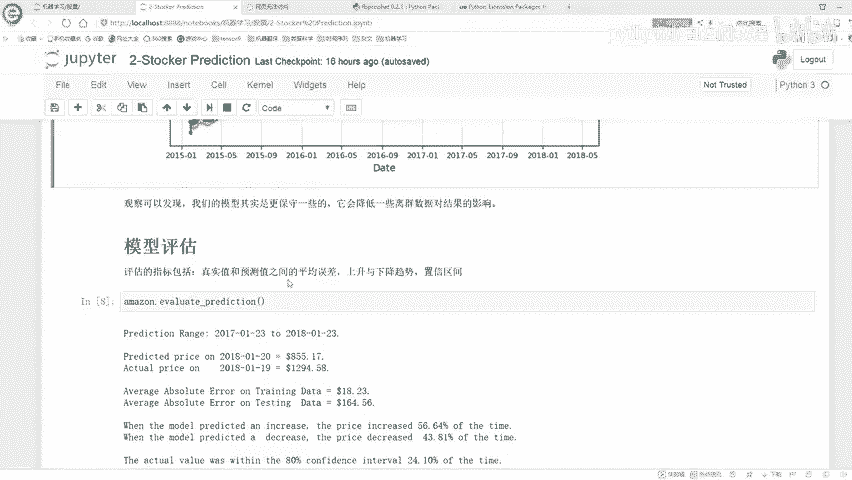 2-Stocker Prediction
fbprophet 0.2.1 : Python Pac
Python Extension Packages f
jupyter 2-Stocker Prediction Last Checkpoint: 16 hours ago (autosaved)
Logout
File Edit View Insert Cell Kernel Widgets Help
Not Trusted
Python 3
Code
2015-01 2015-05 2015-09 2016-01 2016-05 2016-09 2017-01 2017-05 2017-09 2018-01 2018-05
Date
观察可以发现，我们的模型其实是更保守一些的，它会降低一些离群数据对结果的影响。
模型评估
评估的指标包括：真实值和预测值之间的平均误差，上升与下降趋势，置信区间
In [8]: amazon.evaluate_prediction()
Prediction Range: 2017-01-23 to 2018-01-23.
Predicted price on 2018-01-20 = $855.17.
Actual price on 2018-01-19 = $1294.58.
Average Absolute Error on Training Data = $18.23.
Average Absolute Error on Testing Data = $164.56.
When the model predicted an increase, the price increased 56.64% of the time.
When the model predicted a decrease, the price decreased 43.81% of the time.
The actual value was within the 80% confidence interval 24.10% of the time.